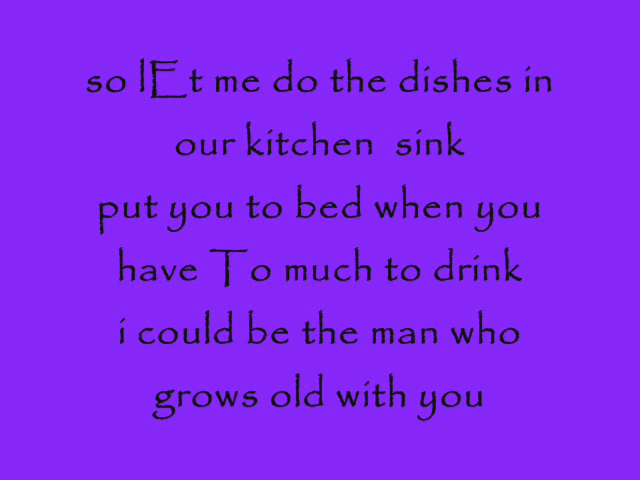 so lEt me do the dishes in
our kitchen sink
put you to bed when you
have To much to drink
i could be the man who
grows old with you